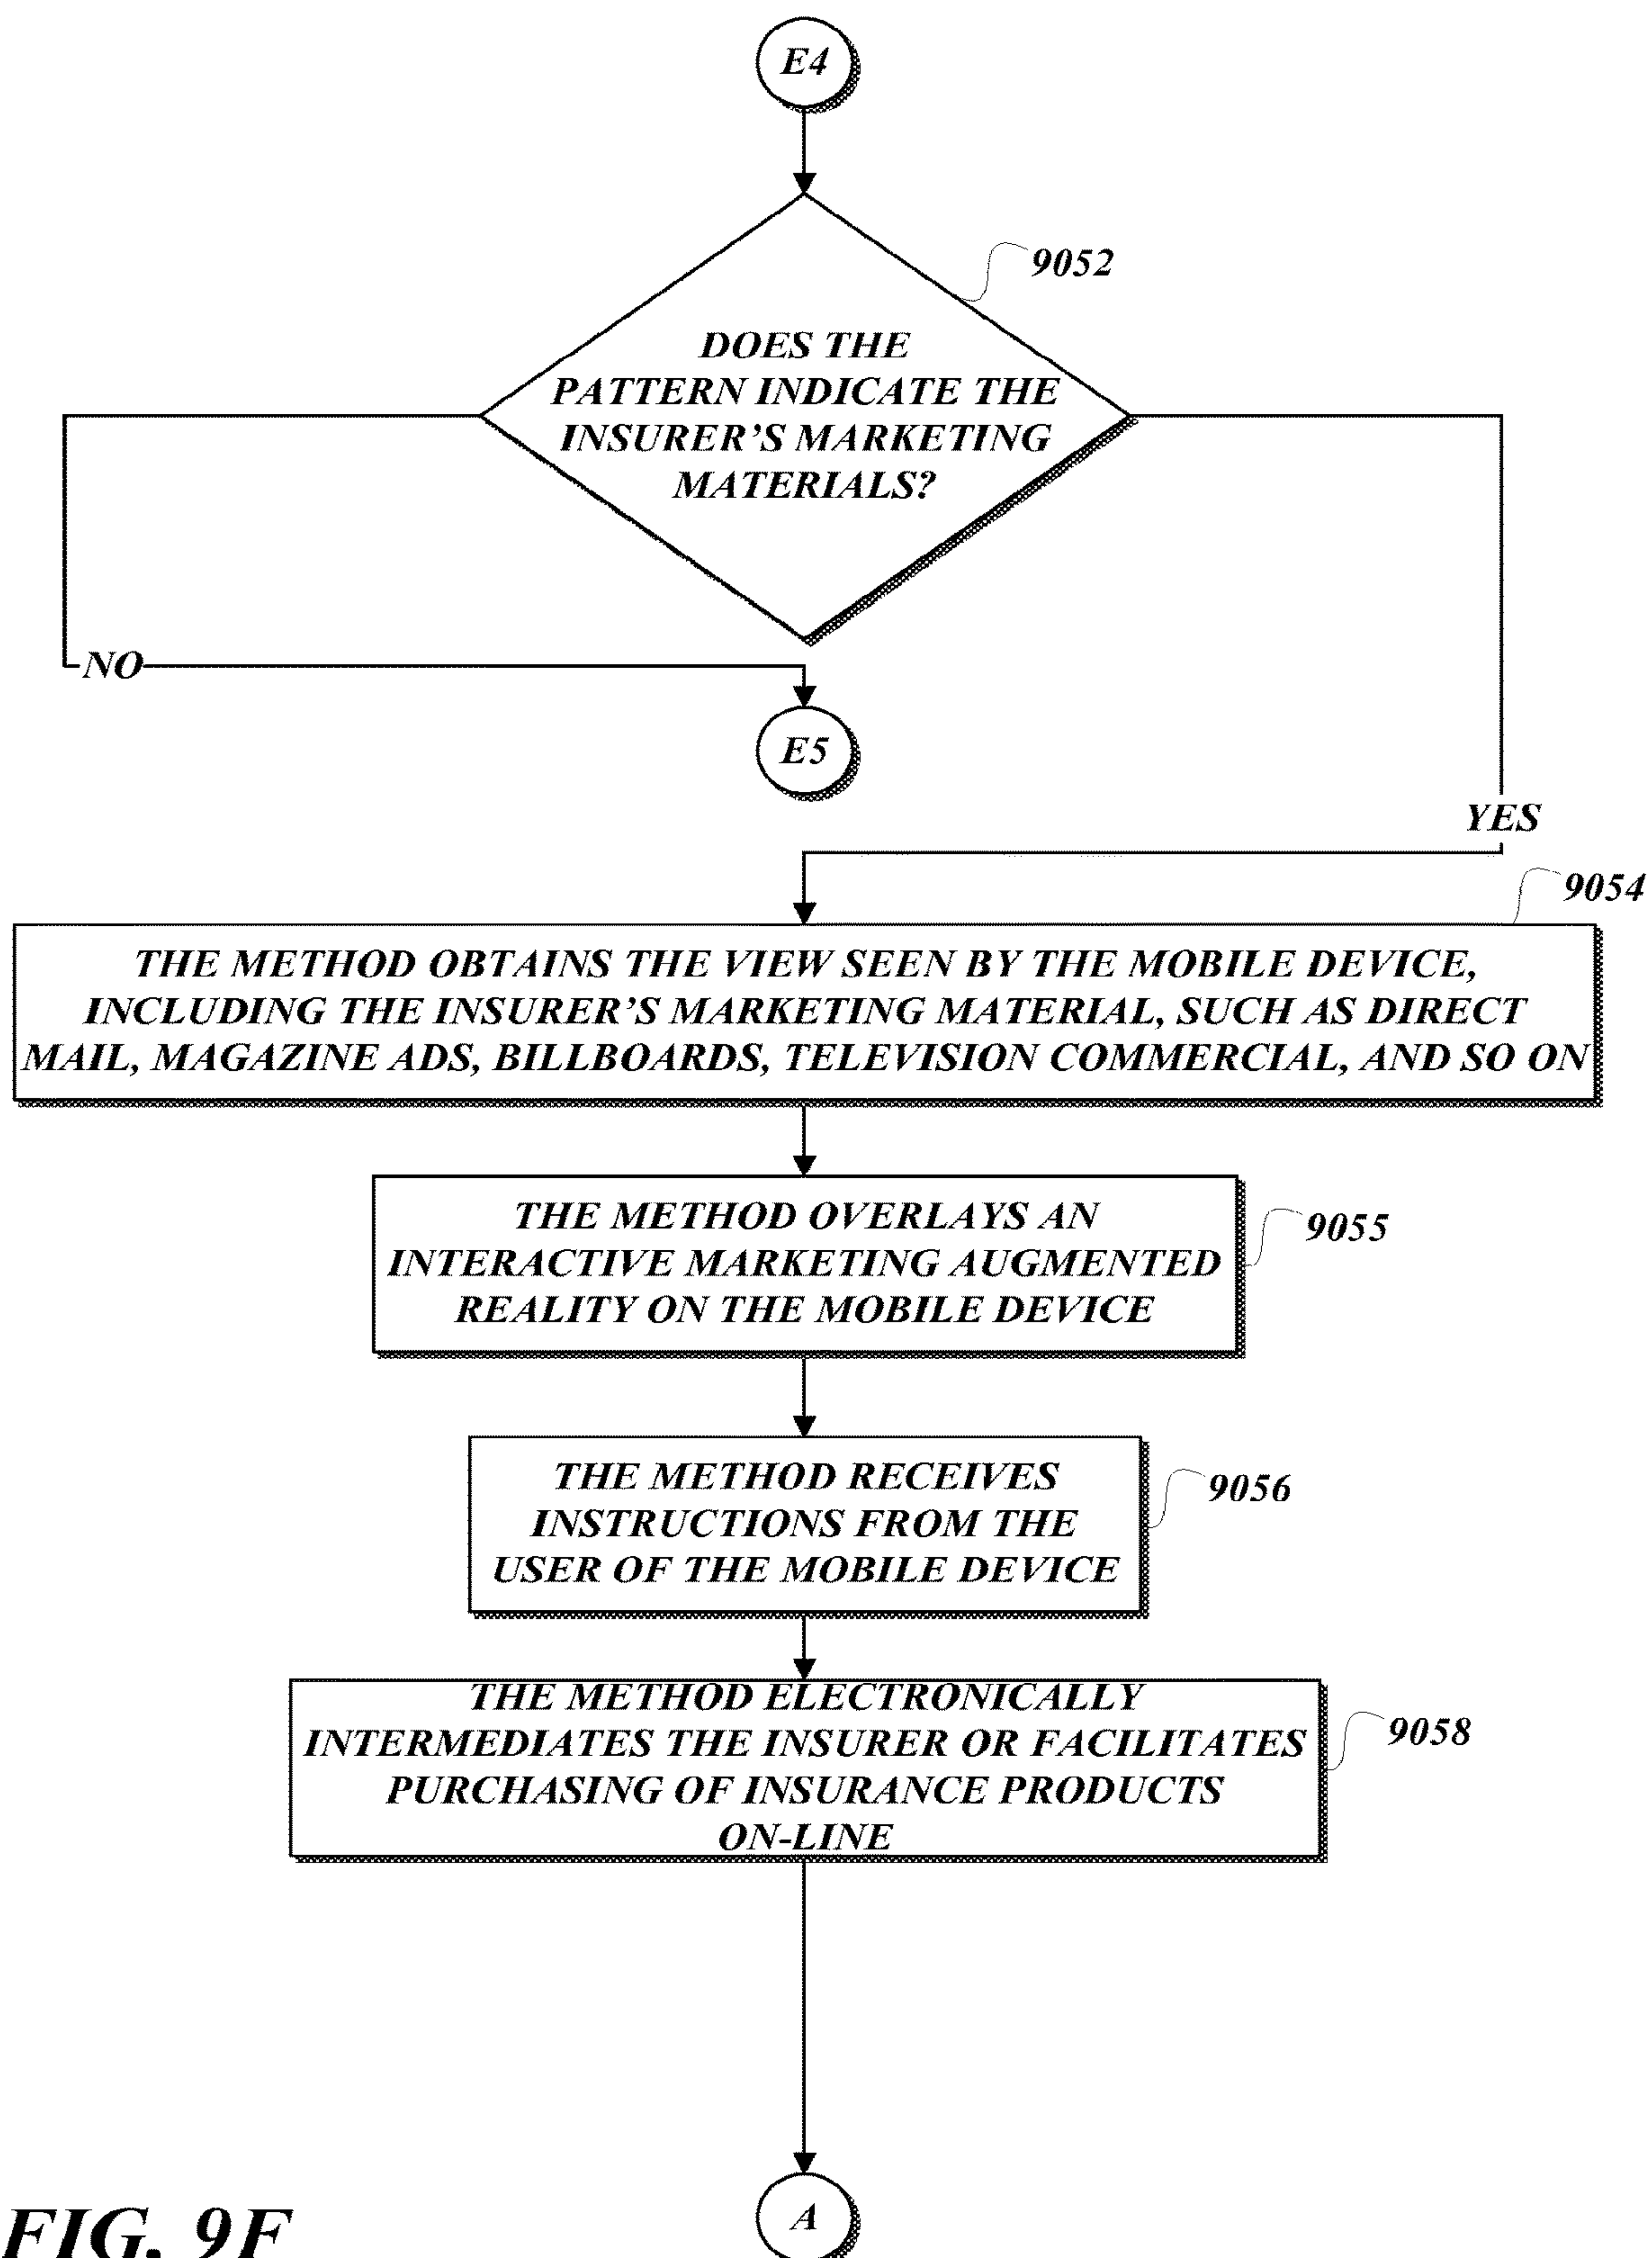 E4
9052
DOES THE
PATTERN INDICATE THE
INSURER'S MARKETING
MATERIALS?
NO
E5
YES
9054
THE METHOD OBTAINS THE VIEW SEEN BY THE MOBILE DEVICE,
INCLUDING THE INSURER'S MARKETING MATERIAL, SUCH AS DIRECT
MAIL, MAGAZINE ADS, BILLBOARDS, TELEVISION COMMERCIAL, AND SO ON
THE METHOD OVERLAYS AN
INTERACTIVE MARKETING AUGMENTED
REALITY ON THE MOBILE DEVICE
9055
THE METHOD RECEIVES
INSTRUCTIONS FROM THE
USER OF THE MOBILE DEVICE
9056
THE METHOD ELECTRONICALLY
INTERMEDIATES THE INSURER OR FACILITATES
PURCHASING OF INSURANCE PRODUCTS
ON-LINE
9058
A
FIG. 9F